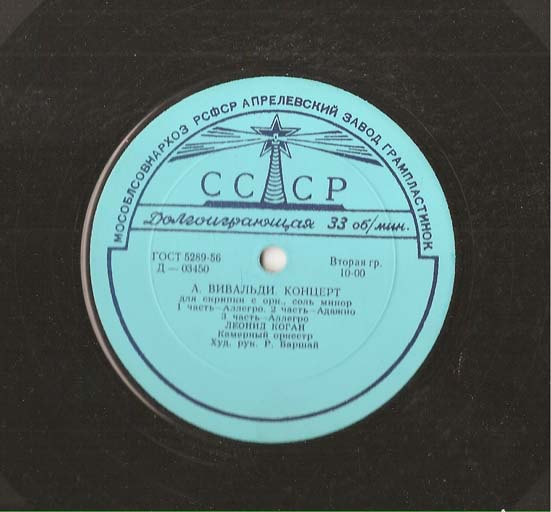 МОСОБЛСОВНАРХОЗ РСФСР АПРЕЛЕВСКИЙ ЗАВОД ГРАМПЛАСТИНОК
СССР
Долгоиграющая 33 об/мин.
ГОСТ 5289-56
Д — 03450
Вторая гр.
10-00
А. ВИВАЛЬДИ. КОНЦЕРТ
для скрипки с орк., соль минор
1 часть—Аллегро. 2 часть—Адажио
3 часть—Аллегро
ЛЕОНИД КОГАН
Камерный оркестр
Худ. рук. Р. Баршай